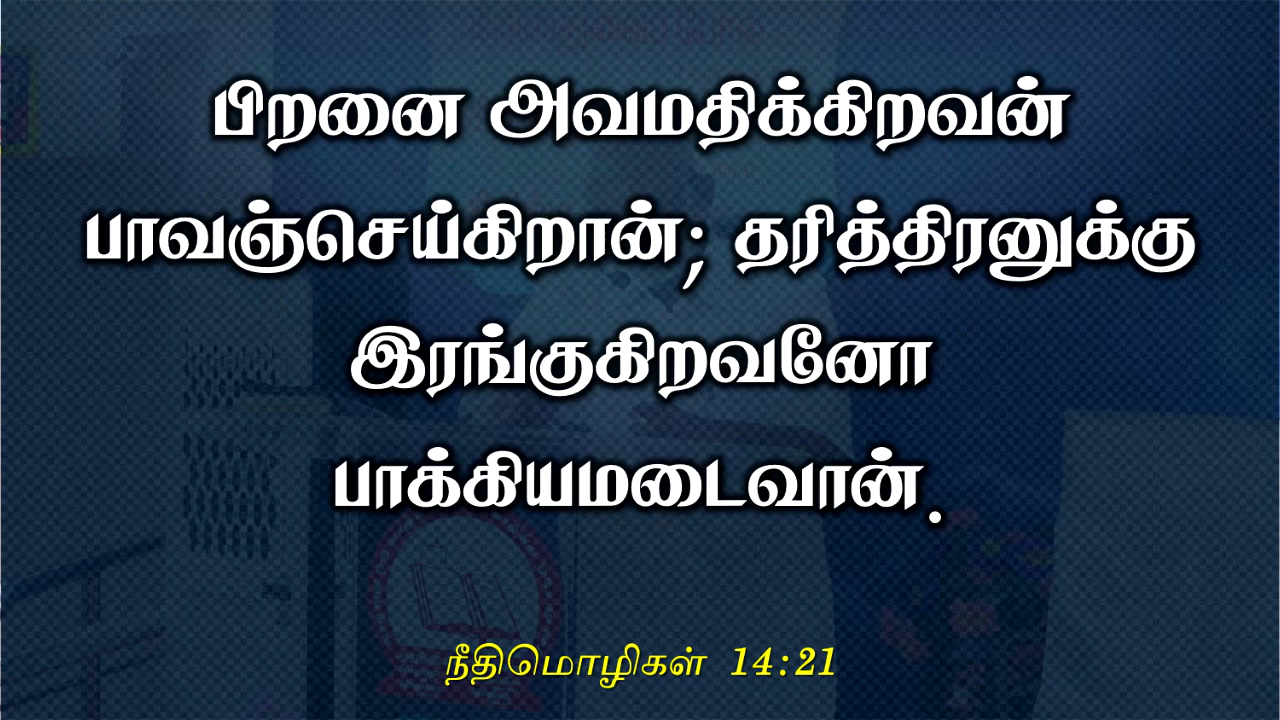 பிறனை அவமதிக்கிறவன்
பாவஞ்செய்கிறான்; தரித்திரனுக்கு
இரங்குகிறவனோ
பாக்கியமடைவான்.
நீதிமொழிகள் 14:21